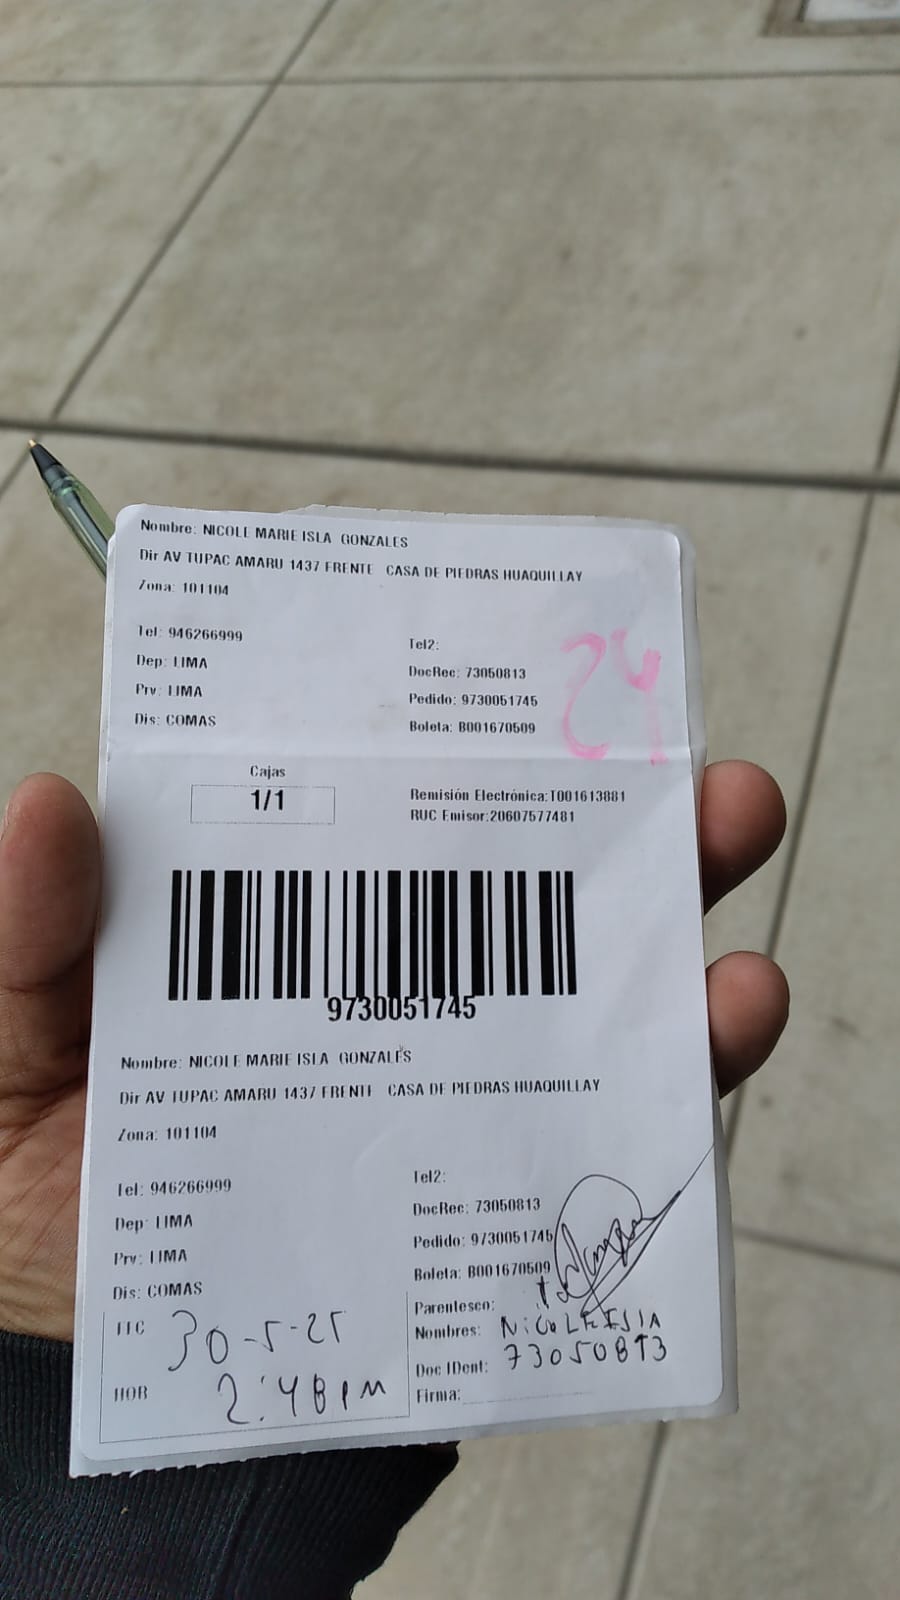 Nombre: NICOLE MARIE ISLA GONZALES
Dir AV TUPAC AMARU 1437 FRENTE CASA DE PIEDRAS HUAQUILLAY
Zona: 101104
Tel: 946266999
Tel2:
Dep: LIMA
DocRec: 73050813
Prv: LIMA
Pedido: 9730051745
Dis: COMAS
Boleta: B001670509
24
Cajas
1/1
Remisión Electrónica:T001613881
RUC Emisor:20607577481
9730051745
Nombre: NICOLE MARIE ISLA GONZALES
Dir AV TUPAC AMARU 1437 FRENTE CASA DE PIEDRAS HUAQUILLAY
Zona: 101104
Tel: 946266999
Tel2:
Dep: LIMA
DocRec: 73050813
Prv: LIMA
Pedido: 9730051745
Dis: COMAS
Boleta: B001670509
Parentesco:
FEC 30-5-25
Nombres: NiCOLE ISlA
Doc IDent: 73050813
HOR 2:48 PM
Firma: